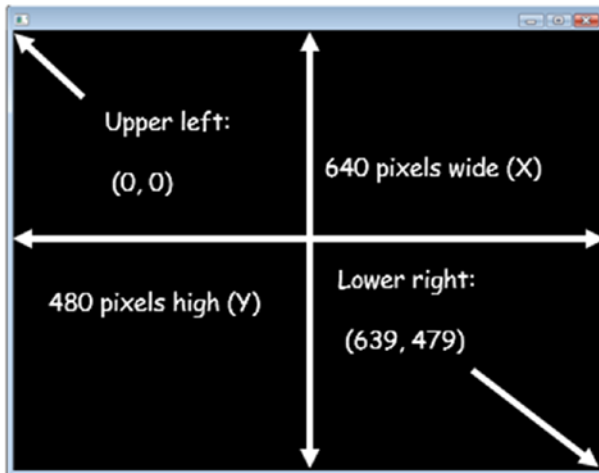 Upper left:
(0, 0)
640 pixels wide (X)
480 pixels high (Y)
Lower right:
(639, 479)